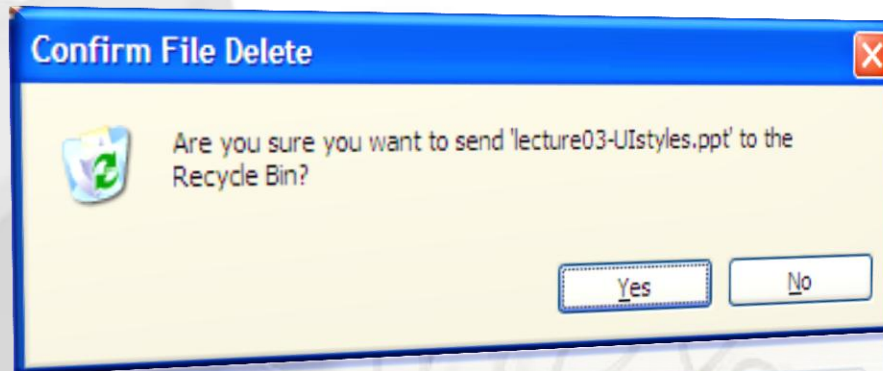 Confirm File Delete
Are you sure you want to send 'lecture03-UIstyles.ppt' to the
Recycle Bin?
Yes
No